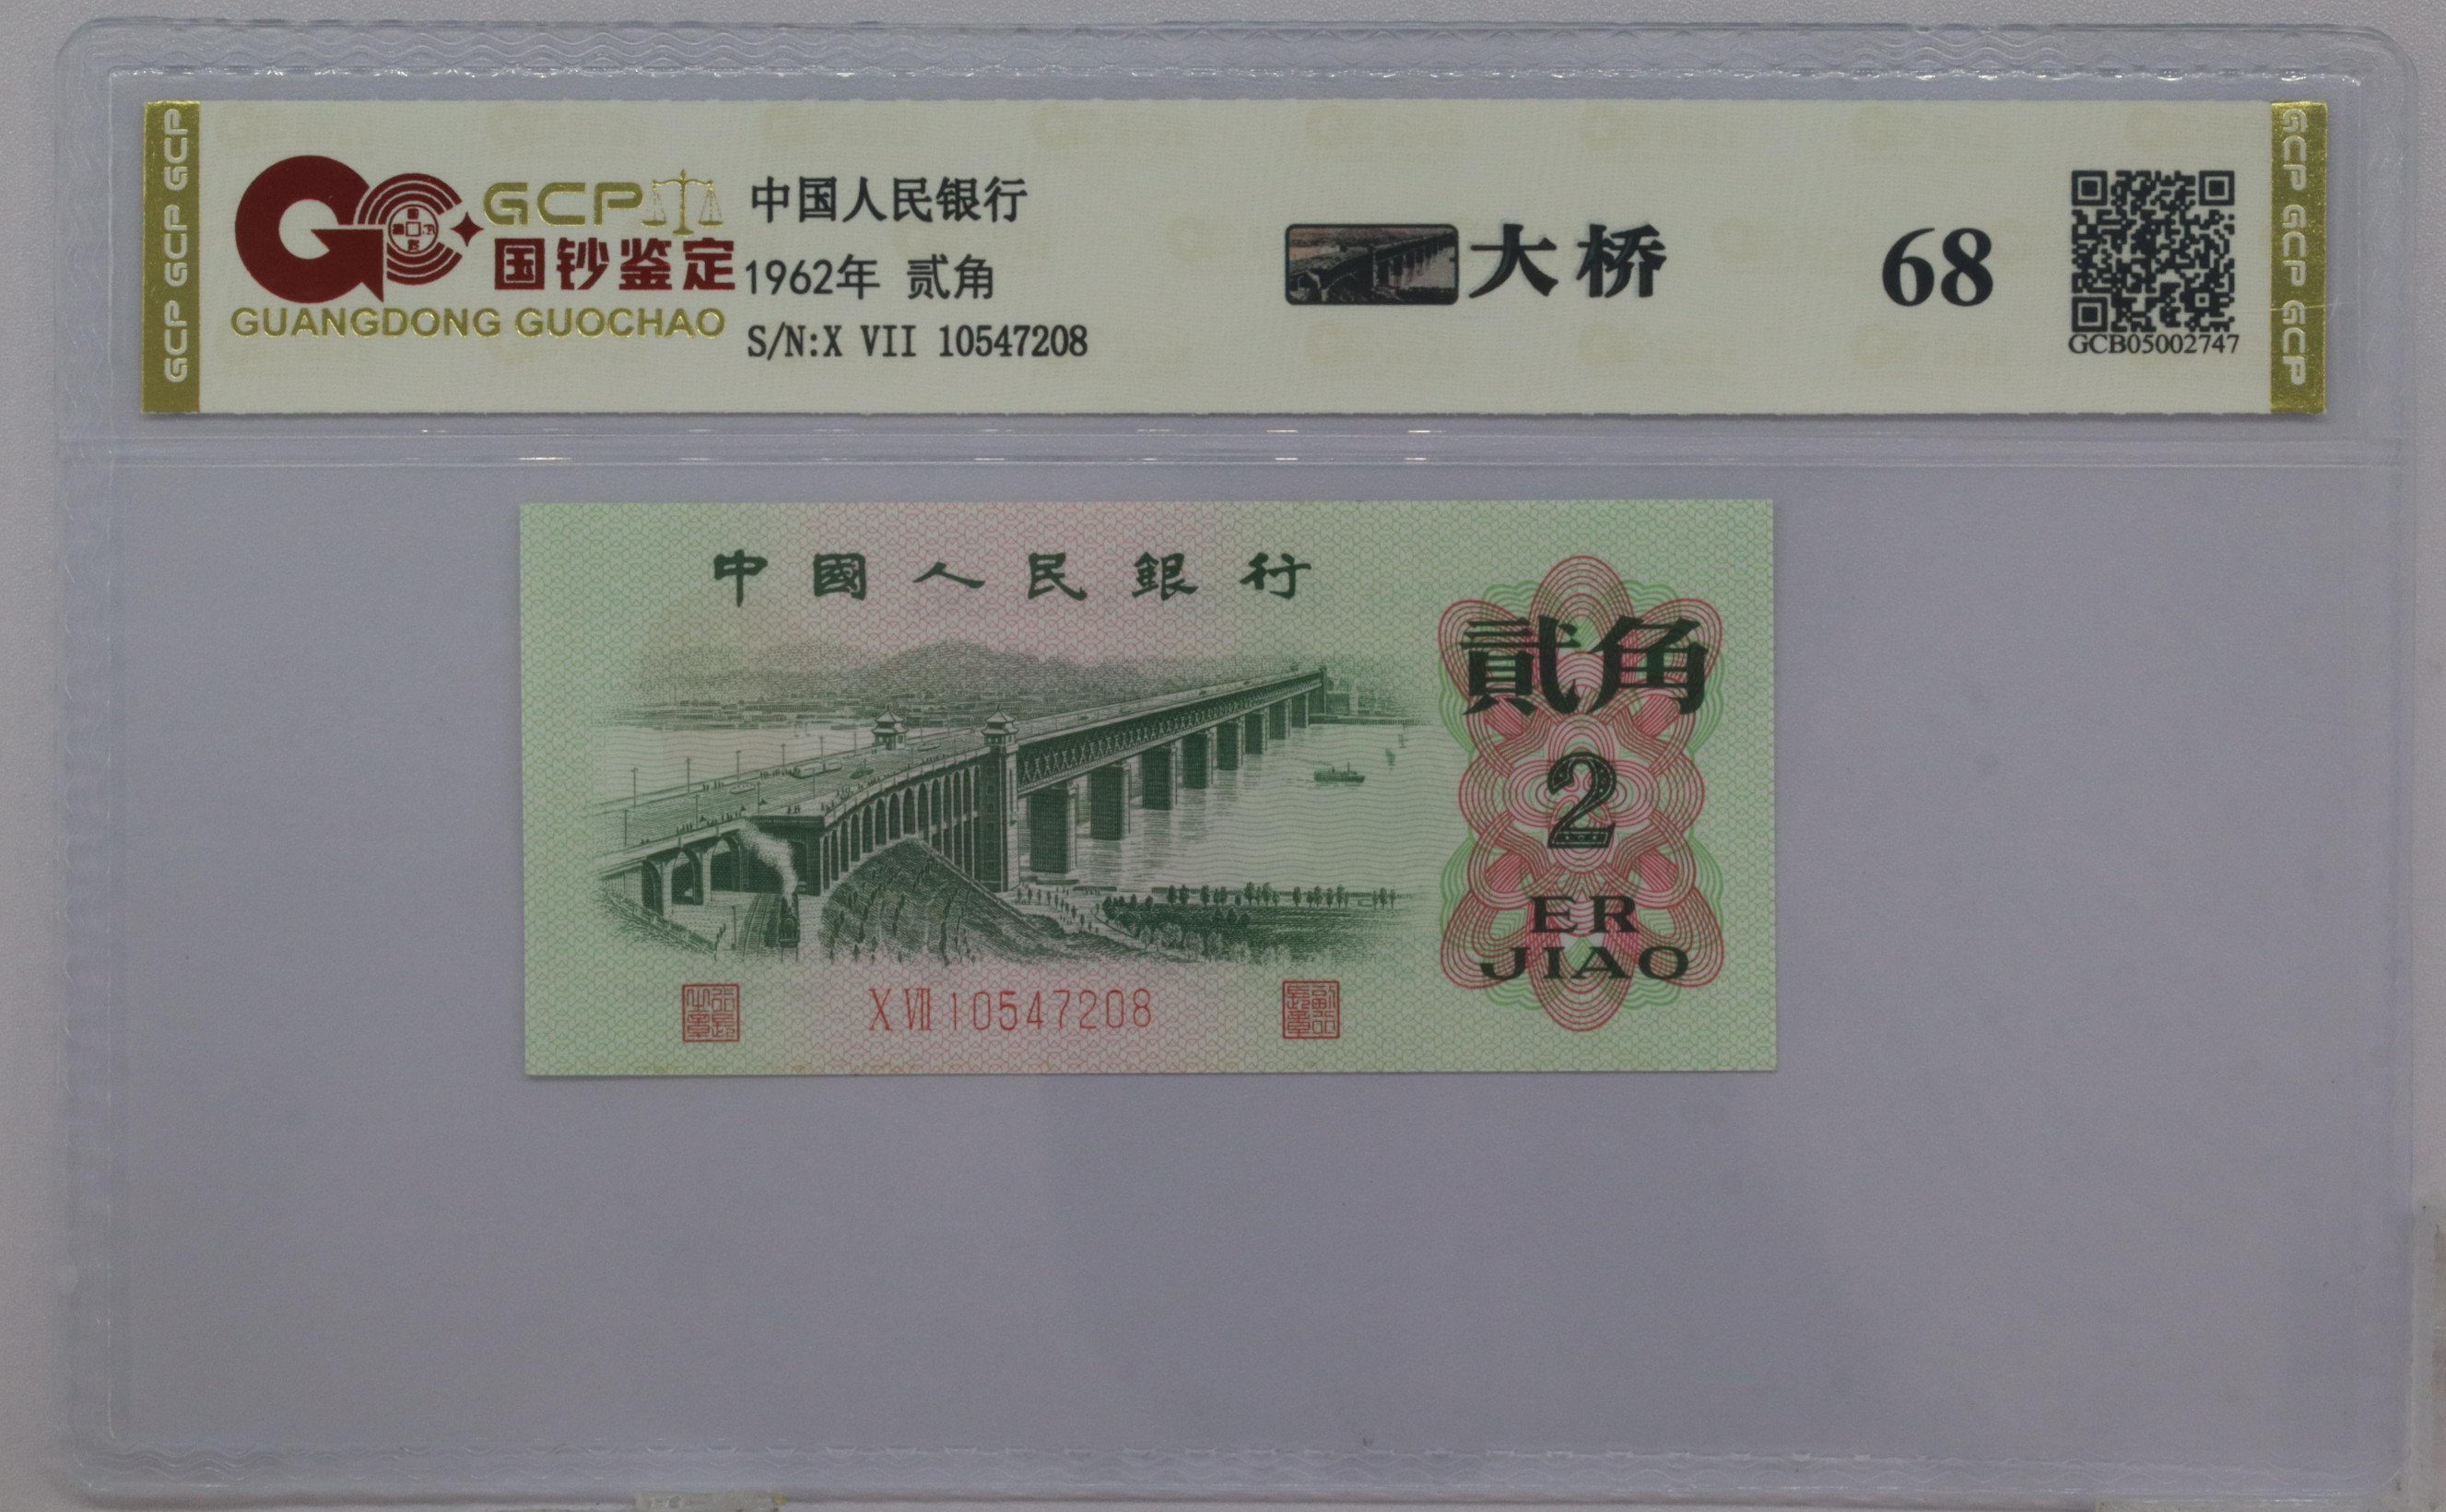 GCP GCP GCP
GCP
国钞鉴定
GUANGDONG GUOCHAO
中国人民银行
1962年 贰角
S/N:X VII 10547208
大桥
68
GCB05002747
GCP GCP GCP GCP
中國人民銀行
貳角
2
ER
JIAO
X VII 10547208